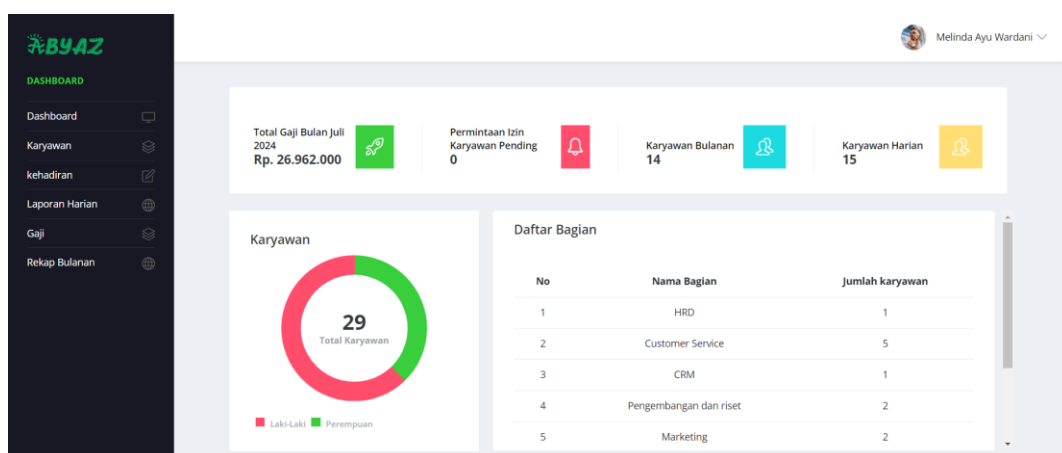 ABYAZ
Melinda Ayu Wardani
DASHBOARD
Dashboard
Karyawan
kehadiran
Laporan Harian
Gaji
Rekap Bulanan
Total Gaji Bulan Juli
2024
Rp. 26.962.000
Permintaan Izin
Karyawan Pending
0
Karyawan Bulanan
14
Karyawan Harian
15
Karyawan
29
Total Karyawan
Laki-Laki Perempuan
Daftar Bagian
No Nama Bagian Jumlah karyawan
1 HRD 1
2 Customer Service 5
3 CRM 1
4 Pengembangan dan riset 2
5 Marketing 2